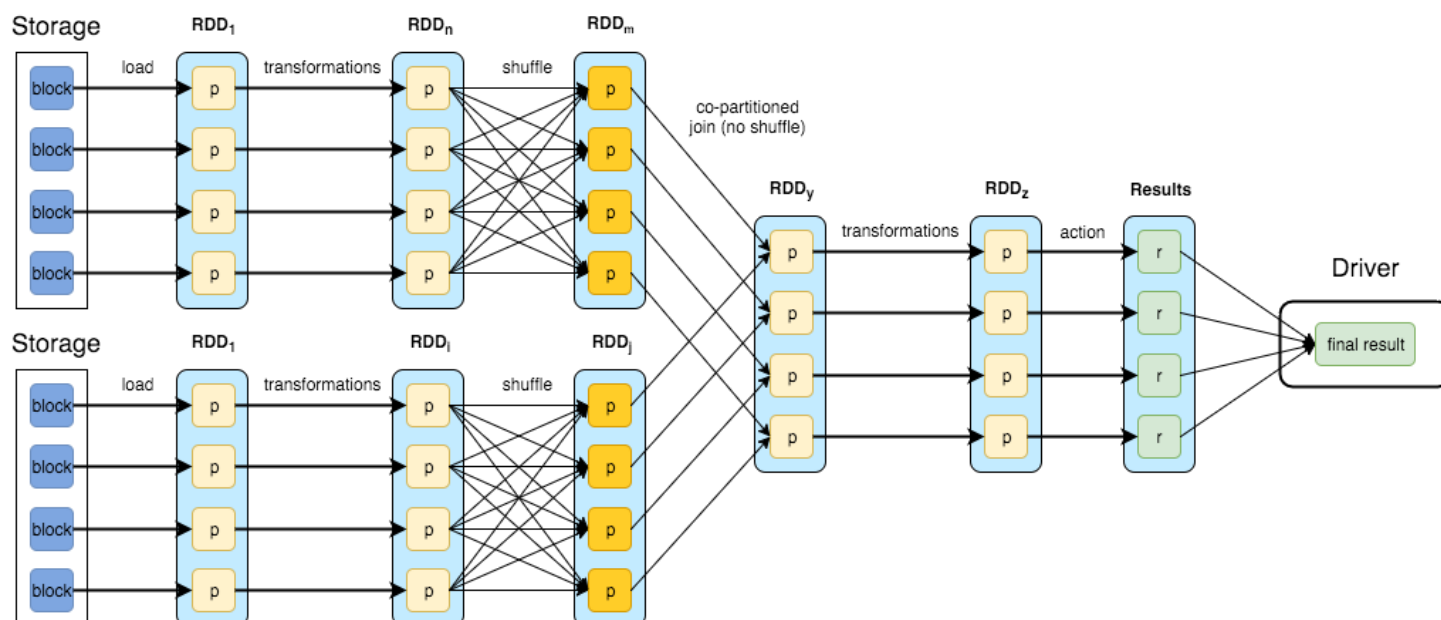 Storage
RDD₁
RDDₙ
RDDₘ
load
transformations
shuffle
block
p
p
p
block
p
p
p
block
p
p
p
block
p
p
p
co-partitioned
join (no shuffle)
Storage
RDD₁
RDDᵢ
RDDⱼ
load
transformations
shuffle
block
p
p
p
block
p
p
p
block
p
p
p
block
p
p
p
RDDy
RDDz
Results
transformations
action
p
p
r
p
p
r
p
p
r
p
p
r
Driver
final result